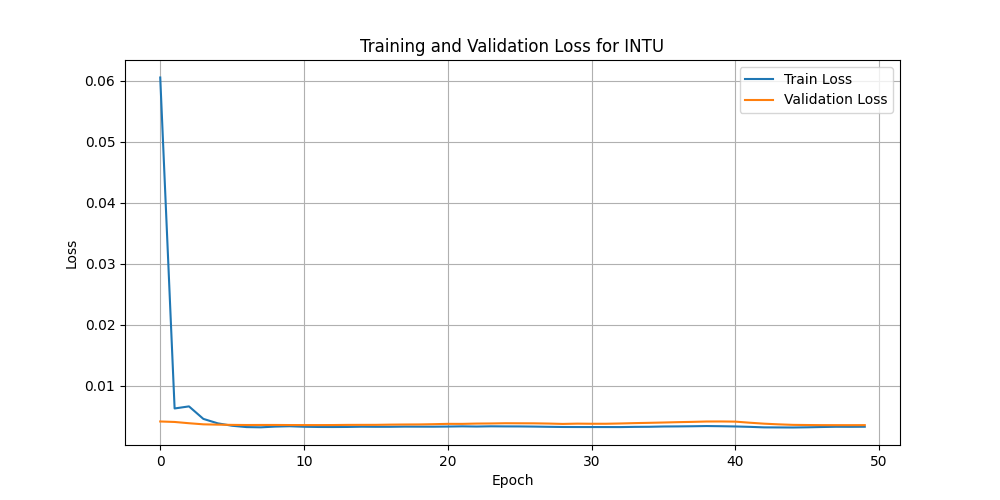 Training and Validation Loss for INTU
Train Loss
Validation Loss
0.06
0.05
0.04
0.03
0.02
0.01
Loss
0 10 20 30 40 50
Epoch